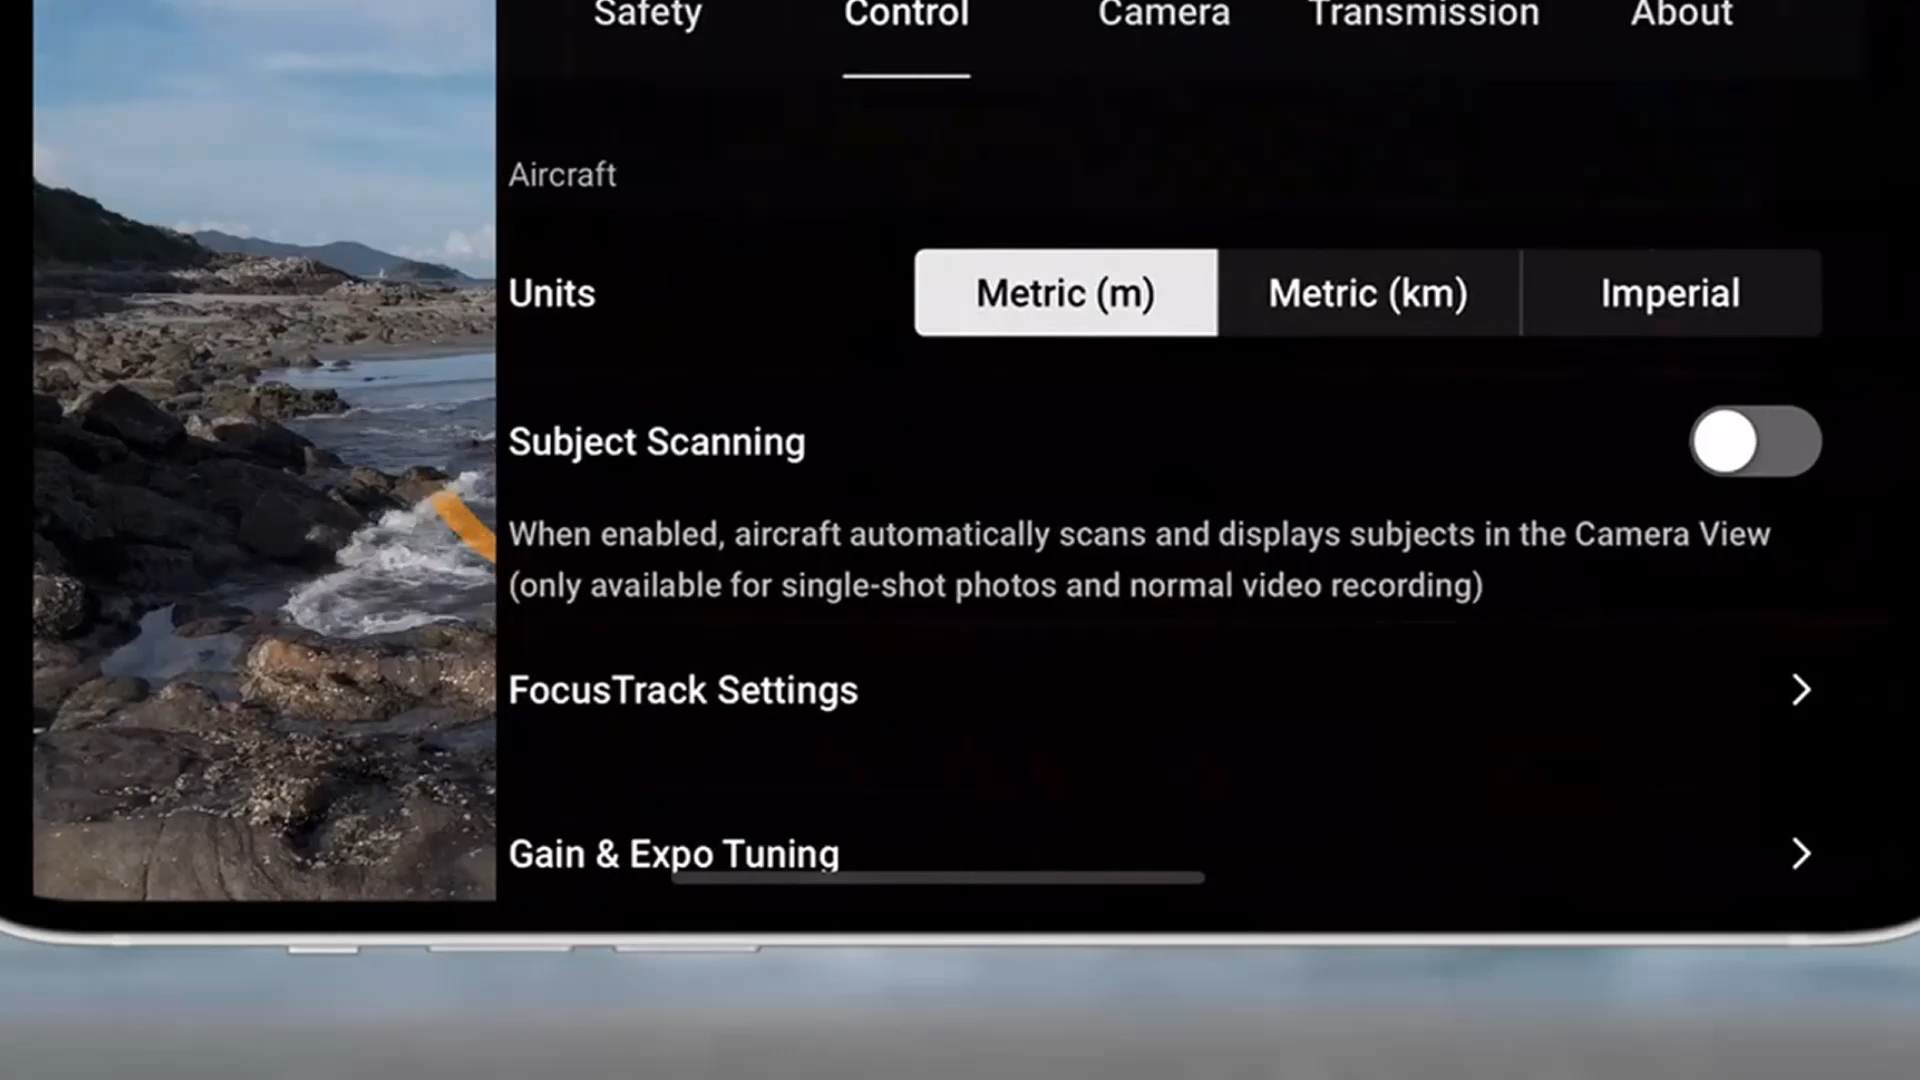 Safety Control Camera Transmission About
Aircraft
Units Metric (m) Metric (km) Imperial
Subject Scanning
When enabled, aircraft automatically scans and displays subjects in the Camera View
(only available for single-shot photos and normal video recording)
FocusTrack Settings
Gain & Expo Tuning